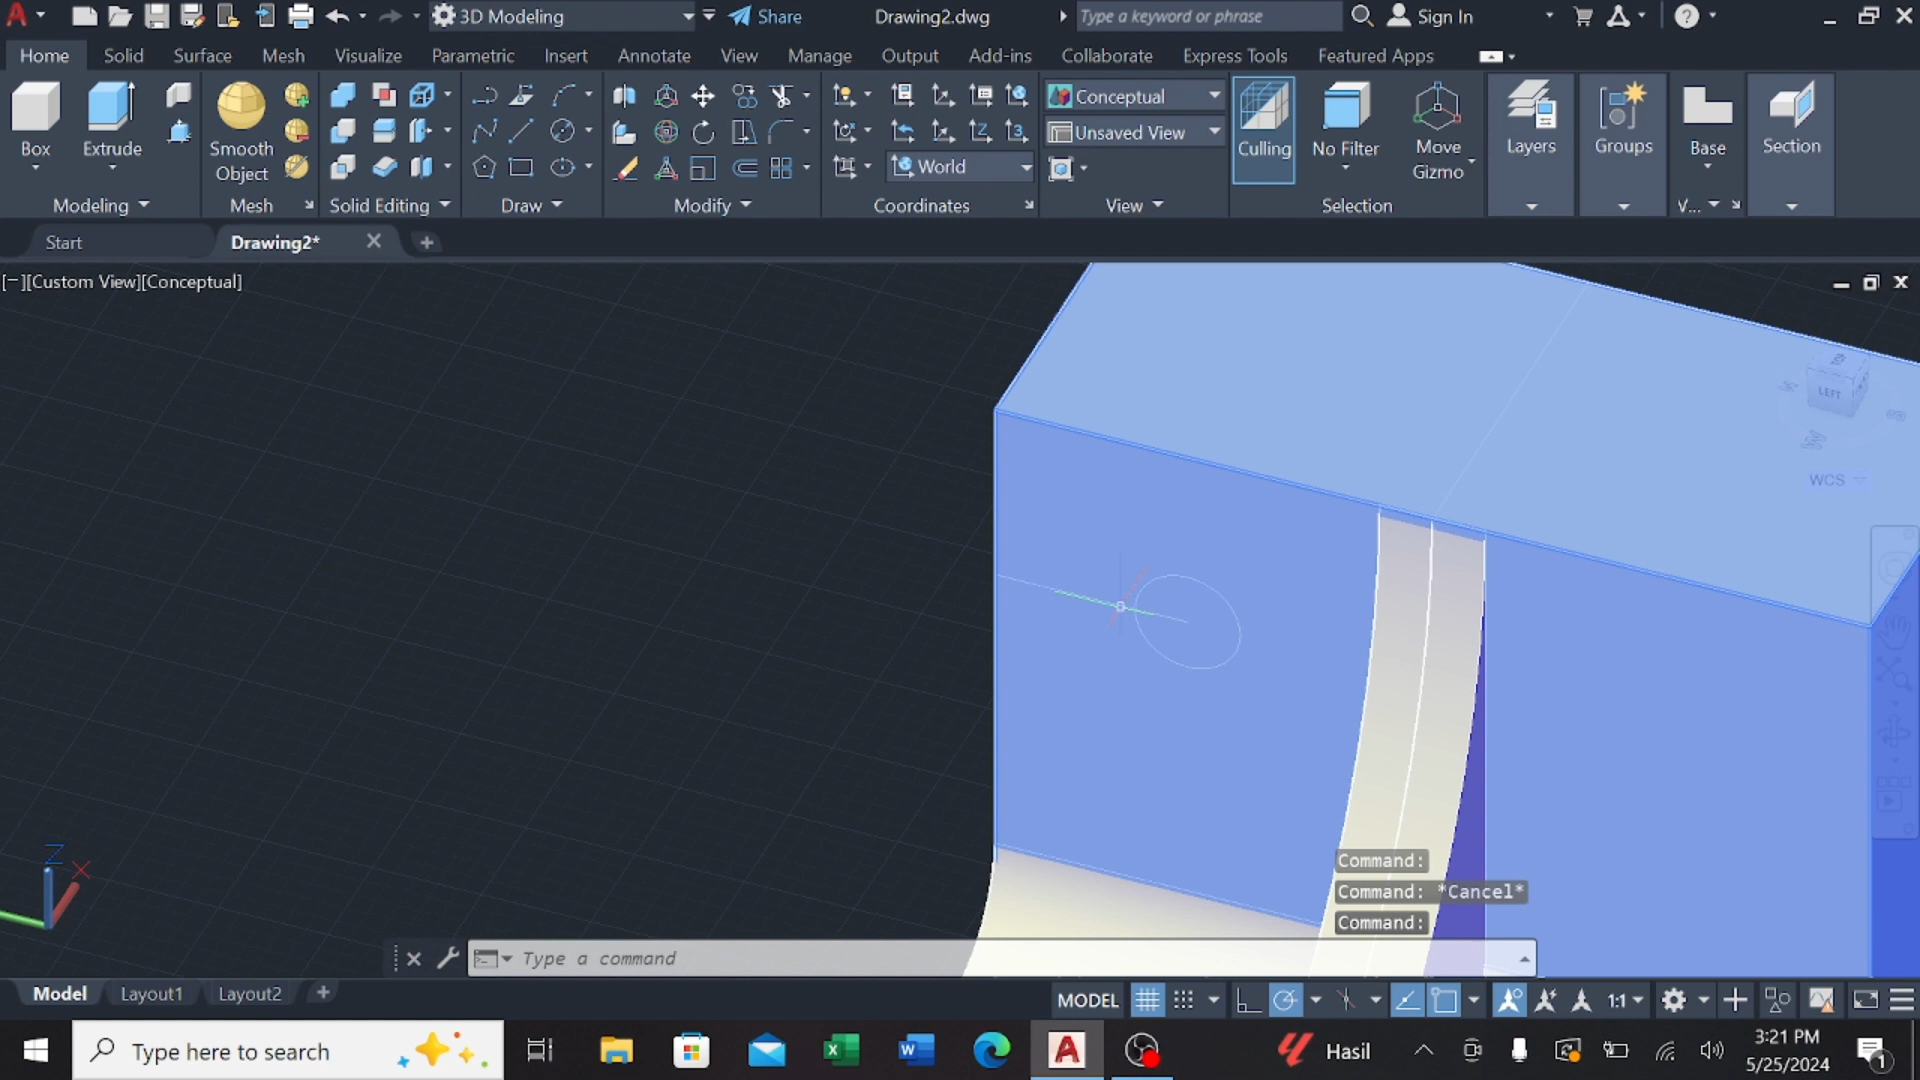 3D Modeling
Share
Drawing2.dwg
Type a keyword or phrase
Sign In
Home
Solid
Surface
Mesh
Visualize
Parametric
Insert
Annotate
View
Manage
Output
Add-ins
Collaborate
Express Tools
Featured Apps
Box
Extrude
Smooth
Object
World
Conceptual
Unsaved View
Culling
No Filter
Move
Gizmo
Layers
Groups
Base
Section
Modeling
Mesh
Solid Editing
Draw
Modify
Coordinates
View
Selection
V...
Start
Drawing2*
[−][Custom View][Conceptual]
LEFT
WCS
Z
X
Command:
Command: *Cancel*
Command:
Type a command
Model
Layout1
Layout2
MODEL
1:1
Type here to search
Hasil
3:21 PM
5/25/2024
1